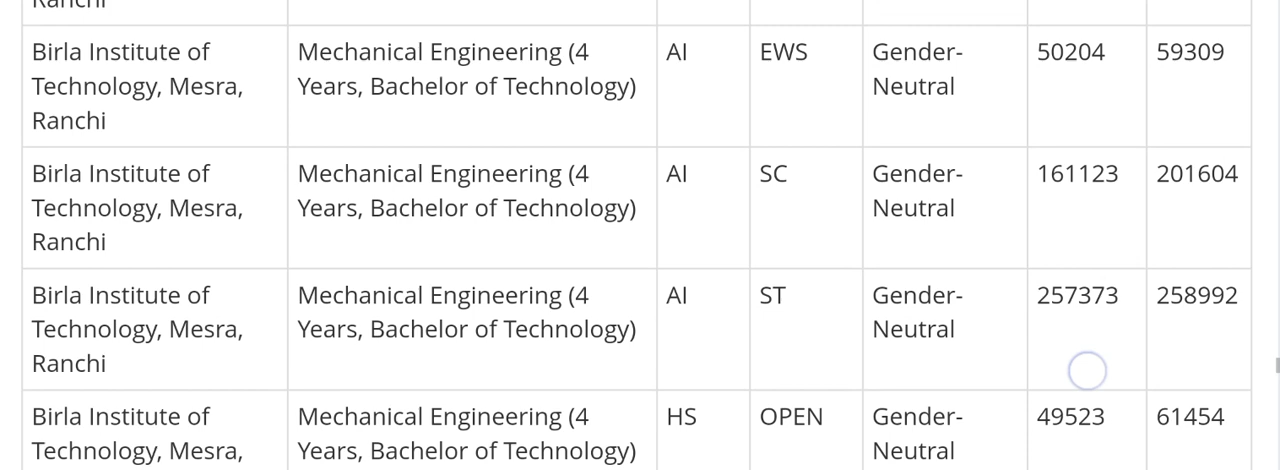 Ranchi
Birla Institute of Technology, Mesra, Ranchi | Mechanical Engineering (4 Years, Bachelor of Technology) | AI | EWS | Gender-Neutral | 50204 | 59309
Birla Institute of Technology, Mesra, Ranchi | Mechanical Engineering (4 Years, Bachelor of Technology) | AI | SC | Gender-Neutral | 161123 | 201604
Birla Institute of Technology, Mesra, Ranchi | Mechanical Engineering (4 Years, Bachelor of Technology) | AI | ST | Gender-Neutral | 257373 | 258992
Birla Institute of Technology, Mesra, | Mechanical Engineering (4 Years, Bachelor of Technology) | HS | OPEN | Gender-Neutral | 49523 | 61454